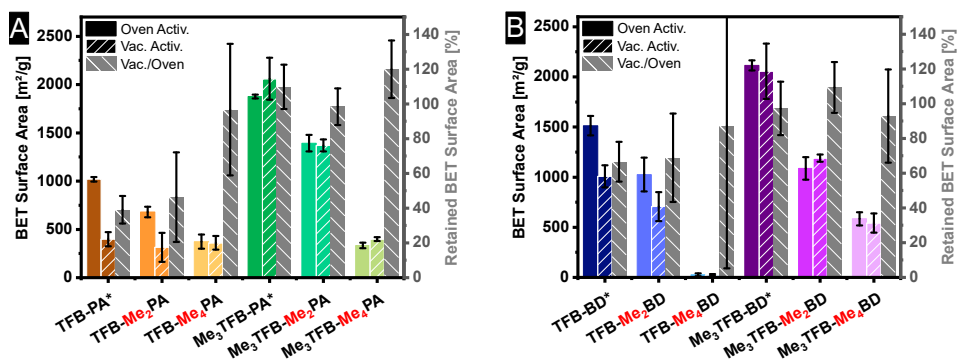 A
BET Surface Area [m²/g]
2500
2000
1500
1000
500
0
Oven Activ.
Vac. Activ.
Vac./Oven
140
120
100
80
60
40
20
0
Retained BET Surface Area [%]
TFB-PA*
TFB-Me₂PA
TFB-Me₄PA
Me₃TFB-PA*
Me₃TFB-Me₂PA
Me₃TFB-Me₄PA
B
BET Surface Area [m²/g]
2500
2000
1500
1000
500
0
Oven Activ.
Vac. Activ.
Vac./Oven
140
120
100
80
60
40
20
0
Retained BET Surface Area [%]
TFB-BD*
TFB-Me₂BD
TFB-Me₄BD
Me₃TFB-BD*
Me₃TFB-Me₂BD
Me₃TFB-Me₄BD